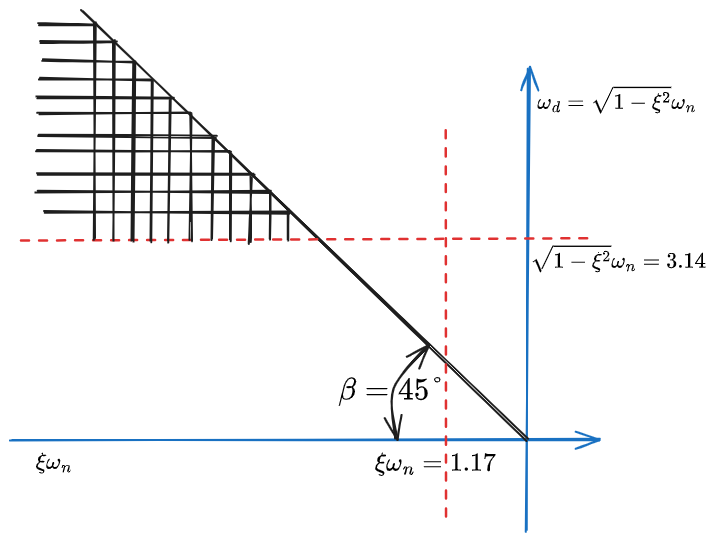 ω_d = √(1 − ξ²)ω_n
√(1 − ξ²)ω_n = 3.14
β = 45°
ξω_n
ξω_n = 1.17